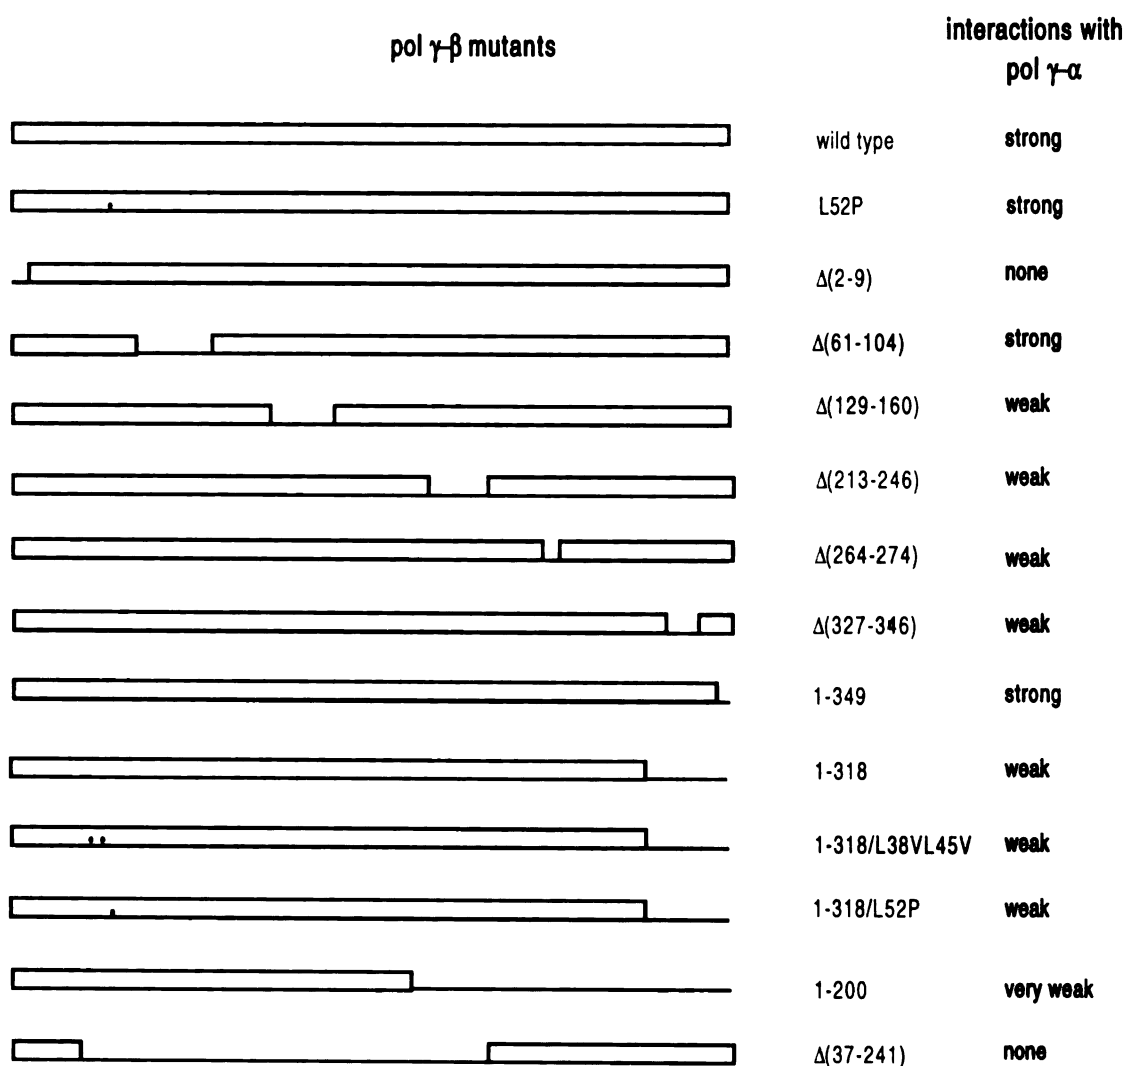 pol γ-β mutants
interactions with
pol γ-α
wild type strong
L52P strong
Δ(2-9) none
Δ(61-104) strong
Δ(129-160) weak
Δ(213-246) weak
Δ(264-274) weak
Δ(327-346) weak
1-349 strong
1-318 weak
1-318/L38VL45V weak
1-318/L52P weak
1-200 very weak
Δ(37-241) none